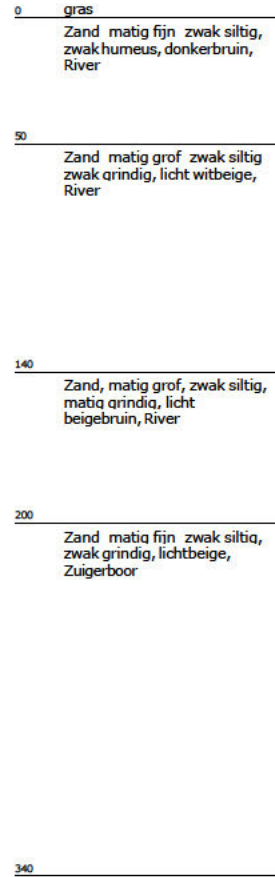 0 gras
Zand matig fijn zwak siltig,
zwak humeus, donkerbruin,
River
50
Zand matig grof zwak siltig
zwak grindig, licht witbeige,
River
140
Zand, matig grof, zwak siltig,
matig grindig, licht
beigebruin, River
200
Zand matig fijn zwak siltig,
zwak grindig, lichtbeige,
Zuigerboor
340